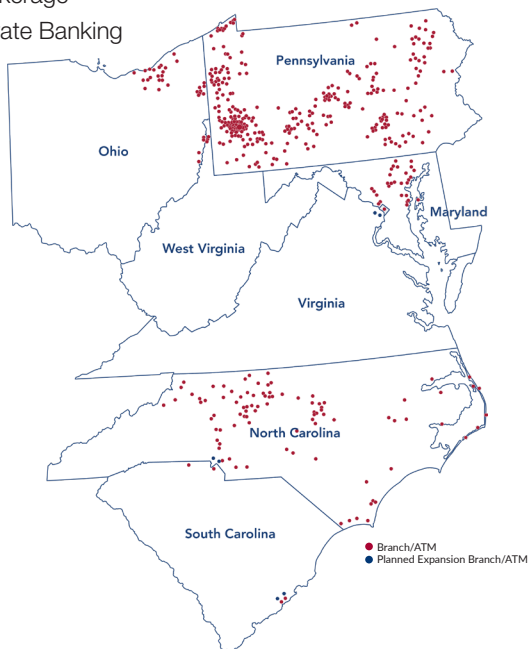 ate Banking
Pennsylvania
Ohio
Maryland
West Virginia
Virginia
North Carolina
South Carolina
Branch/ATM
Planned Expansion Branch/ATM